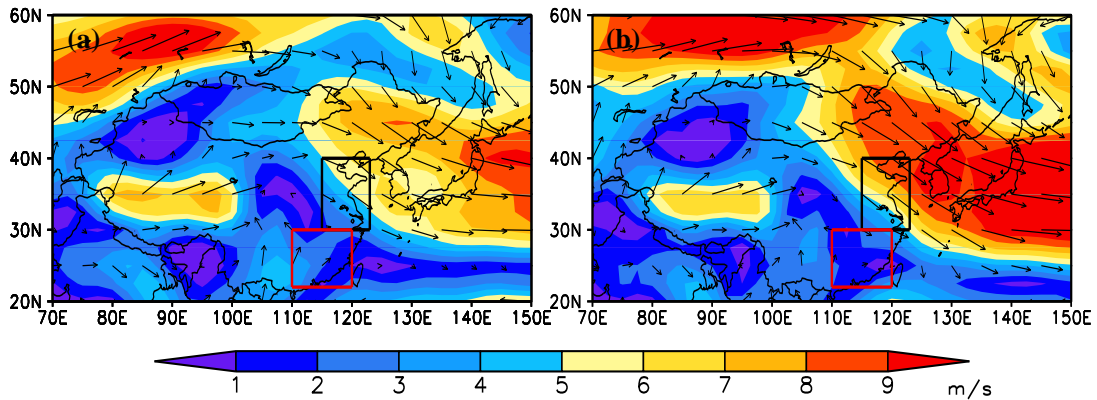 (a) (b)
60N 60N
50N 50N
40N 40N
30N 30N
20N 20N
70E 80E 90E 100E 110E 120E 130E 140E 150E 70E 80E 90E 100E 110E 120E 130E 140E 150E
1 2 3 4 5 6 7 8 9 m/s